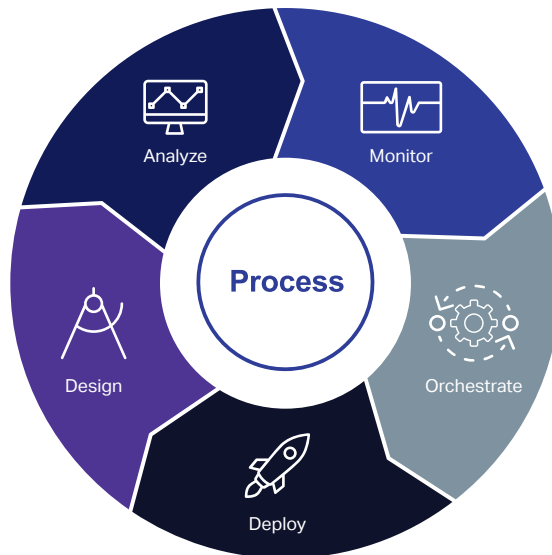 Analyze
Monitor
Process
Design
Orchestrate
Deploy